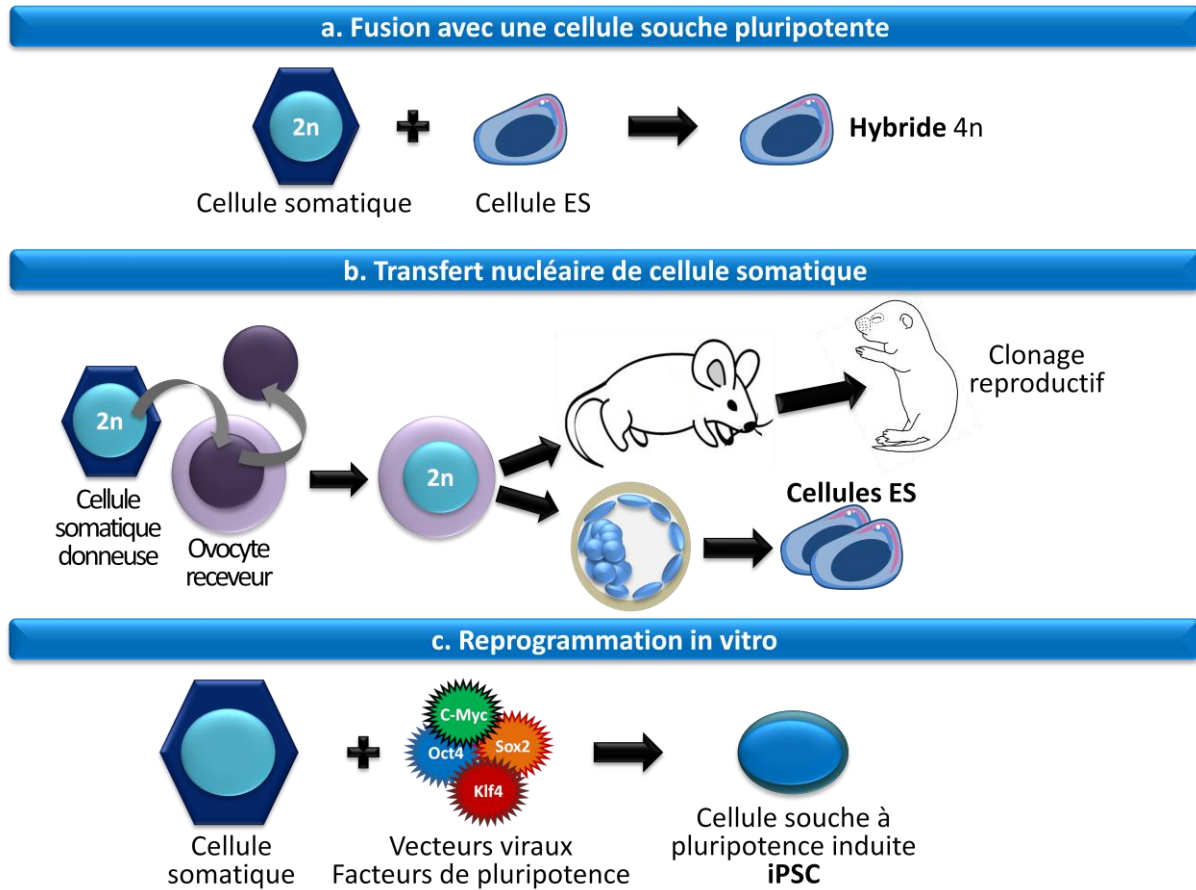 a. Fusion avec une cellule souche pluripotente
2n
Hybride 4n
Cellule somatique
Cellule ES
b. Transfert nucléaire de cellule somatique
Clonage
reproductif
2n
2n
Cellule
somatique
donneuse
Ovocyte
receveur
Cellules ES
c. Reprogrammation in vitro
C-Myc
Oct4
Sox2
Klf4
Cellule
somatique
Vecteurs viraux
Facteurs de pluripotence
Cellule souche à
pluripotence induite
iPSC